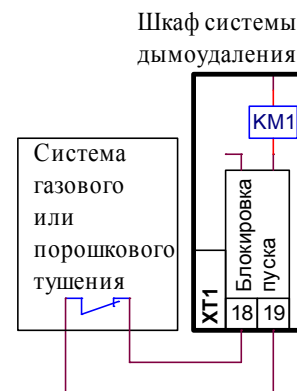 Шкаф системы
дымоудаления
KM1
Система
газового
или
порошкового
тушения
Блокировка
пуска
XT1
18
19